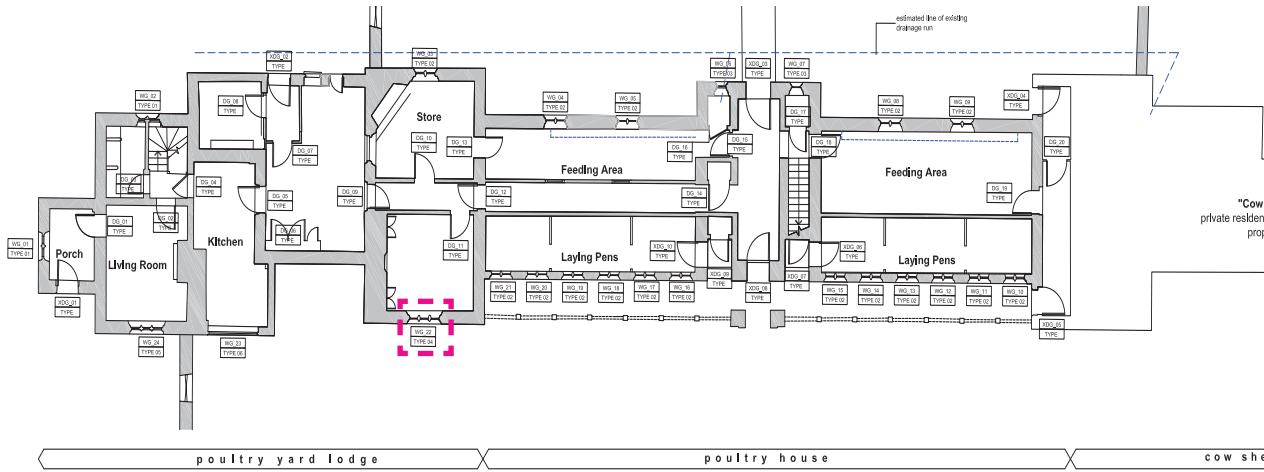 estimated line of existing
drainage run
XDG_02
TYPE
WG_03
TYPE 02
TYPE 03
XDG_03
TYPE
WG_07
TYPE 03
WG_02
TYPE 01
DG_08
TYPE
WG_04
TYPE 02
WG_05
TYPE 02
DG_17
TYPE
WG_08
TYPE 02
WG_09
TYPE 02
XDG_04
TYPE
Store
DG_10
TYPE
DG_13
TYPE
DG_15
TYPE
DG_16
TYPE
DG_18
TYPE
DG_20
TYPE
DG_07
TYPE
Feeding Area
Feeding Area
TYPE
DG_04
TYPE
DG_05
TYPE
DG_09
TYPE
DG_12
TYPE
DG_14
TYPE
DG_19
TYPE
DG_01
TYPE
DG_02
TYPE
TYPE
DG_11
TYPE
"Cow
private residen
prop
WG_01
TYPE 01
Porch
Living Room
Kitchen
XDG_10
TYPE
XDG_06
TYPE
Laying Pens
Laying Pens
XDG_09
TYPE
XDG_07
TYPE
XDG_01
TYPE
WG_21
TYPE 02
WG_20
TYPE 02
WG_19
TYPE 02
WG_18
TYPE 02
WG_17
TYPE 02
WG_16
TYPE 02
XDG_08
TYPE
WG_15
TYPE 02
WG_14
TYPE 02
WG_13
TYPE 02
WG_12
TYPE 02
WG_11
TYPE 02
WG_10
TYPE 02
XDG_05
TYPE
WG_24
TYPE 05
WG_23
TYPE 06
WG_22
TYPE 04
poultry yard lodge
poultry house
cow she